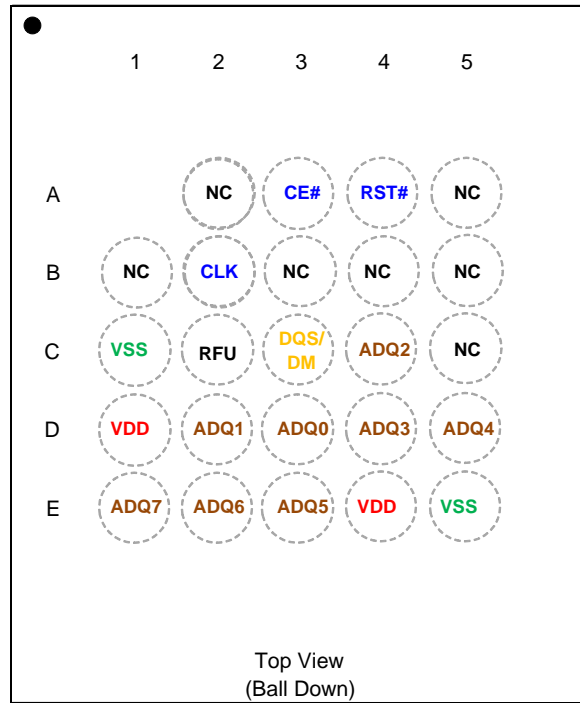 1 2 3 4 5
A NC CE# RST# NC
B NC CLK NC NC NC
C VSS RFU DQS/
DM ADQ2 NC
D VDD ADQ1 ADQ0 ADQ3 ADQ4
E ADQ7 ADQ6 ADQ5 VDD VSS
Top View
(Ball Down)